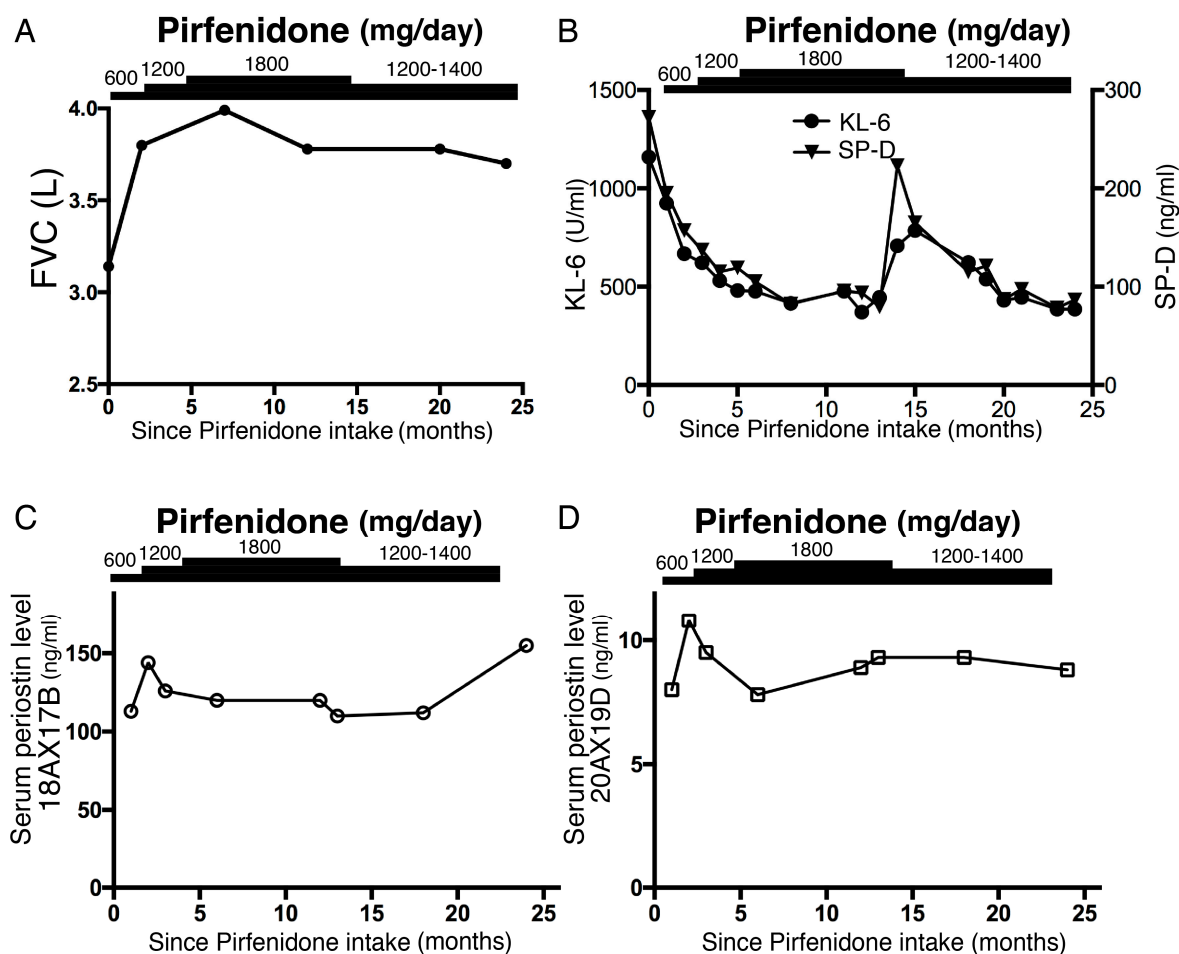 A
Pirfenidone (mg/day)
600 1200 1800 1200-1400
4.0
3.5
3.0
2.5
FVC (L)
0 5 10 15 20 25
Since Pirfenidone intake (months)
B
Pirfenidone (mg/day)
600 1200 1800 1200-1400
1500
1000
500
0
KL-6 (U/ml)
KL-6
SP-D
300
200
100
0
SP-D (ng/ml)
0 5 10 15 20 25
Since Pirfenidone intake (months)
C
Pirfenidone (mg/day)
600 1200 1800 1200-1400
Serum periostin level
18AX17B (ng/ml)
150
100
50
0
0 5 10 15 20 25
Since Pirfenidone intake (months)
D
Pirfenidone (mg/day)
600 1200 1800 1200-1400
Serum periostin level
20AX19D (ng/ml)
10
5
0
0 5 10 15 20 25
Since Pirfenidone intake (months)